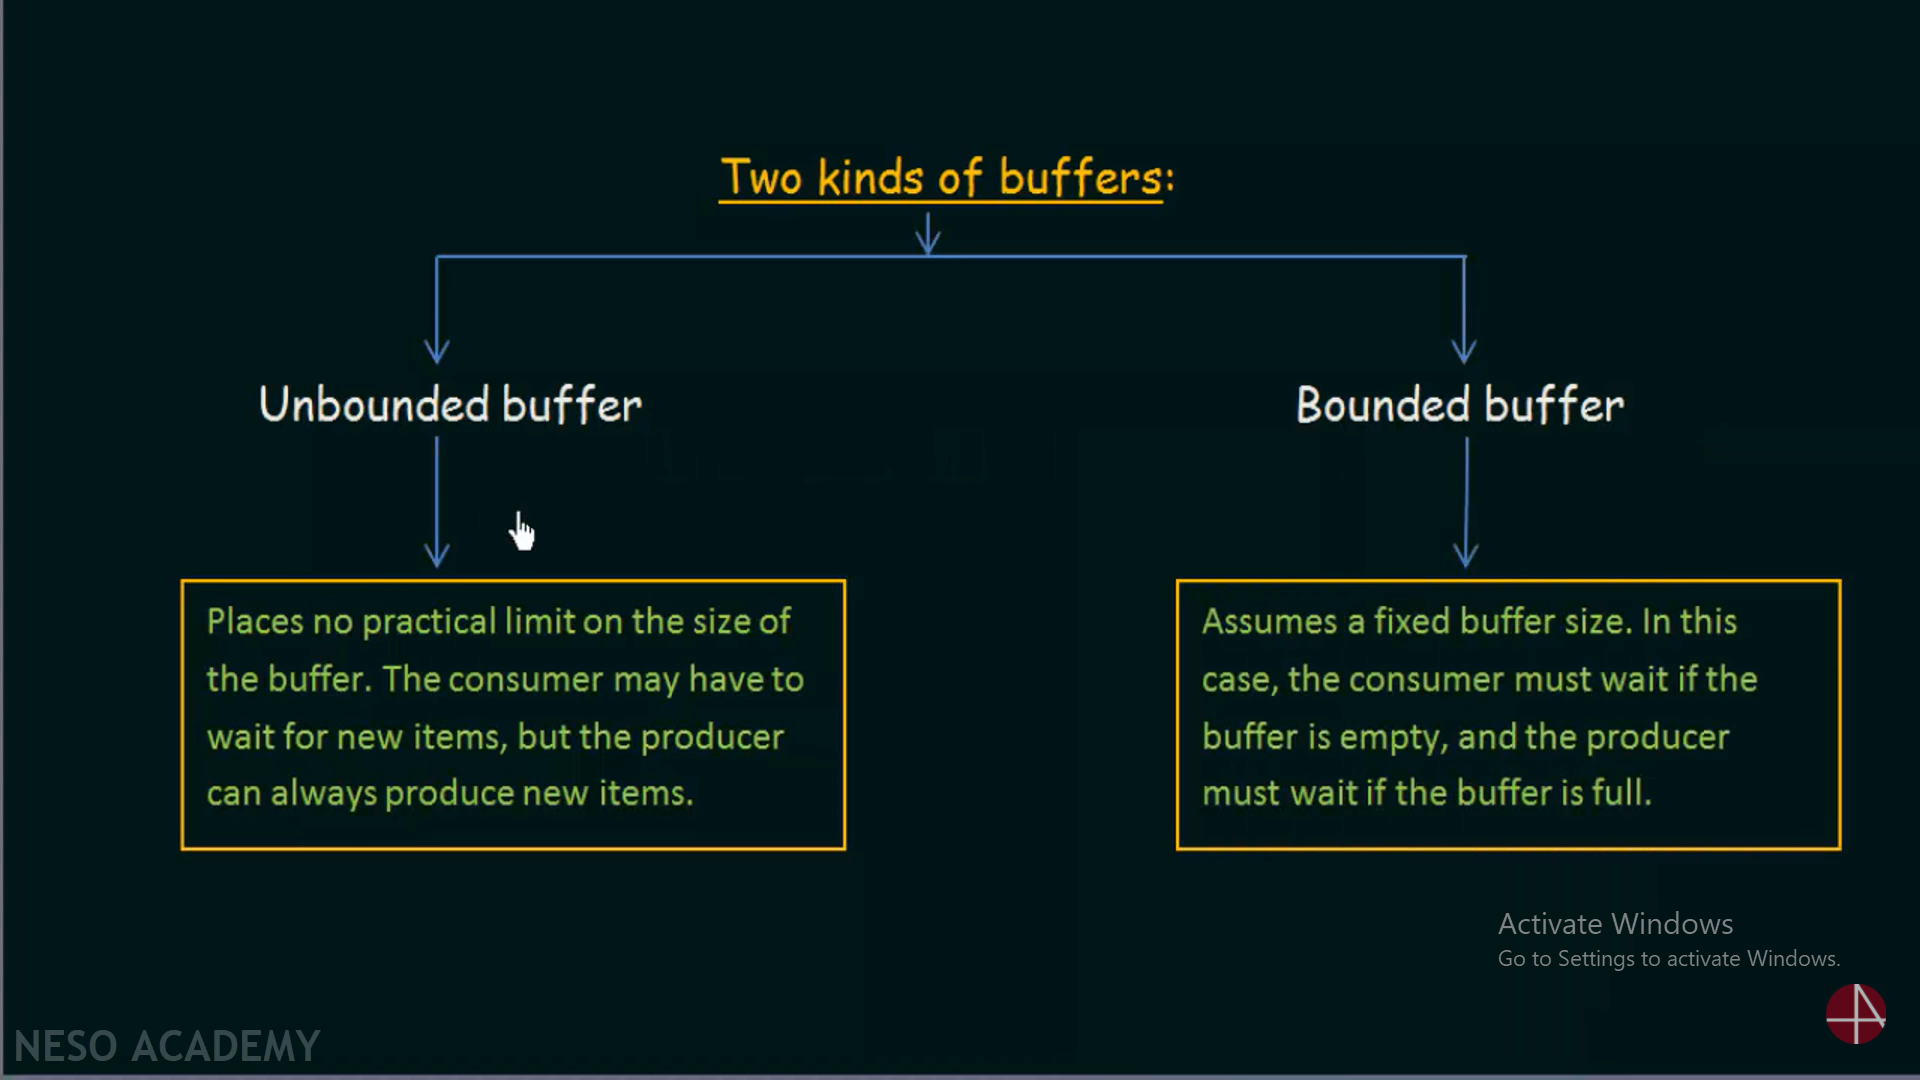 Two kinds of buffers:
Unbounded buffer
Bounded buffer
Places no practical limit on the size of
the buffer. The consumer may have to
wait for new items, but the producer
can always produce new items.
Assumes a fixed buffer size. In this
case, the consumer must wait if the
buffer is empty, and the producer
must wait if the buffer is full.
Activate Windows
Go to Settings to activate Windows.
NESO ACADEMY